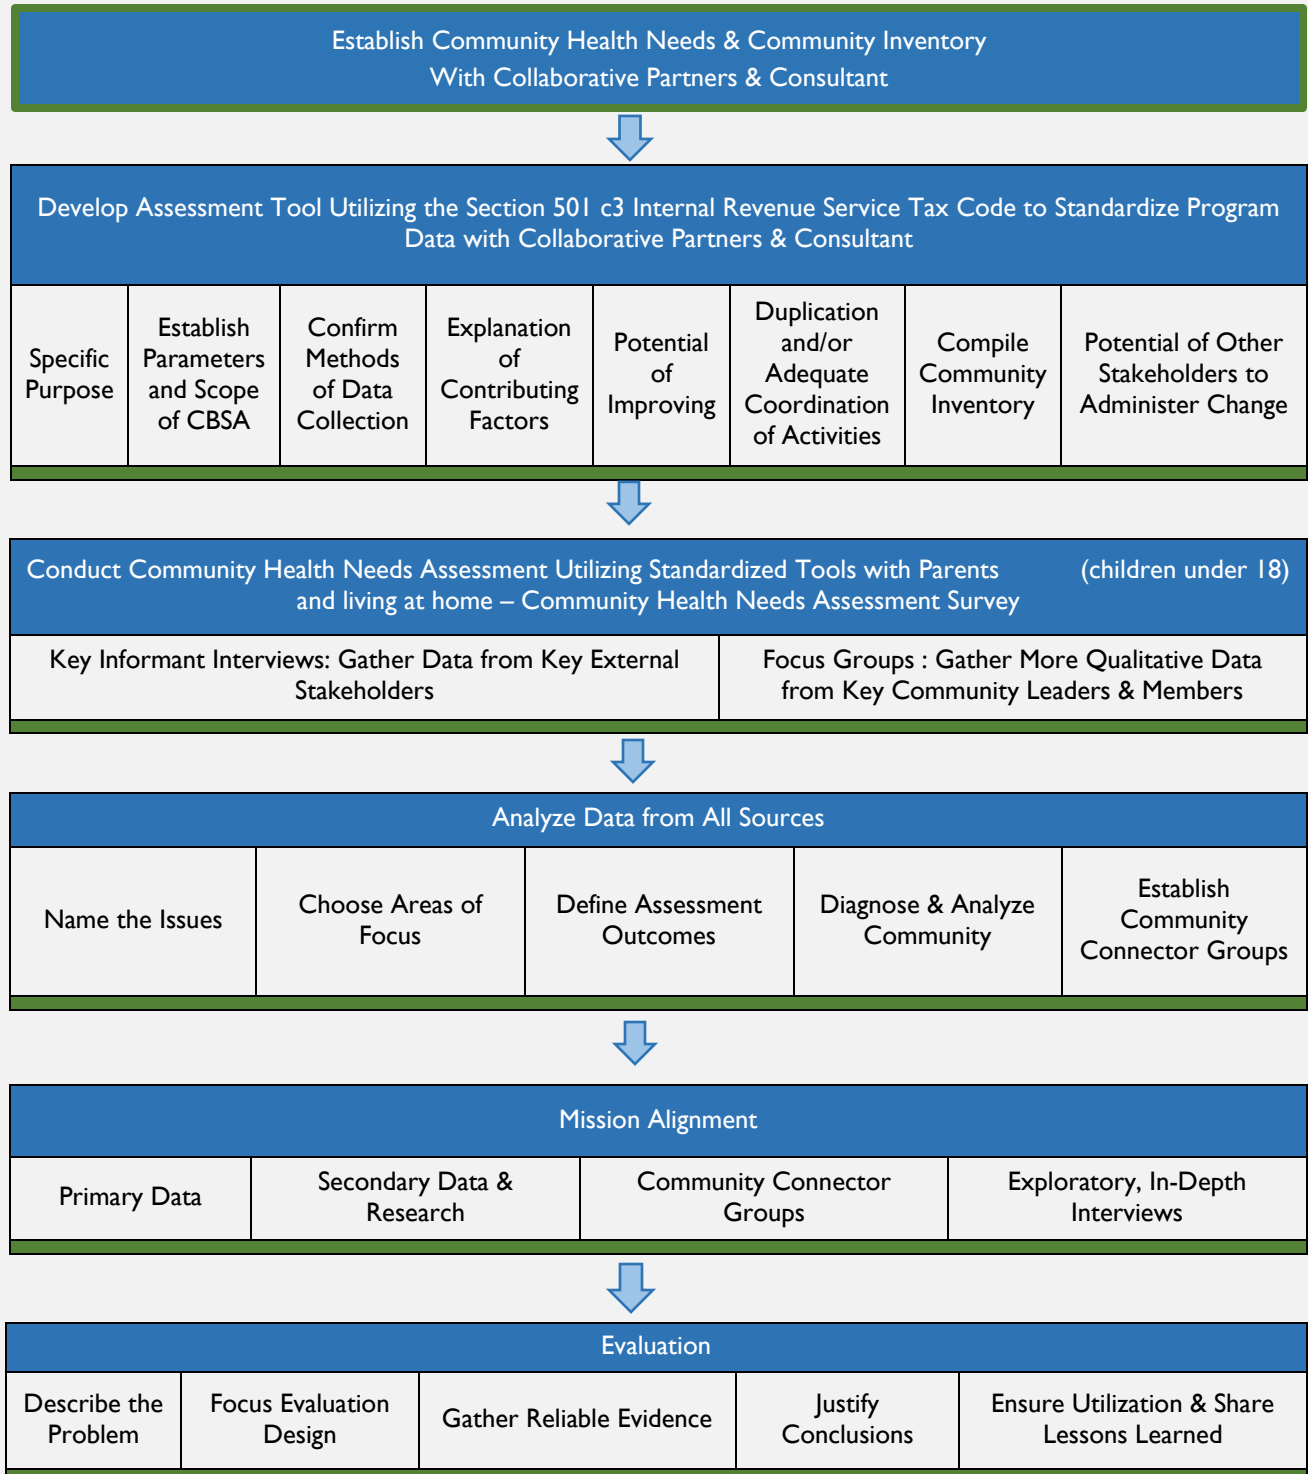 Establish Community Health Needs & Community Inventory
With Collaborative Partners & Consultant
Develop Assessment Tool Utilizing the Section 501 c3 Internal Revenue Service Tax Code to Standardize Program
Data with Collaborative Partners & Consultant
Specific
Purpose
Establish
Parameters
and Scope
of CBSA
Confirm
Methods
of Data
Collection
Explanation
of
Contributing
Factors
Potential
of
Improving
Duplication
and/or
Adequate
Coordination
of Activities
Compile
Community
Inventory
Potential of Other
Stakeholders to
Administer Change
Conduct Community Health Needs Assessment Utilizing Standardized Tools with Parents (children under 18)
and living at home – Community Health Needs Assessment Survey
Key Informant Interviews: Gather Data from Key External
Stakeholders
Focus Groups : Gather More Qualitative Data
from Key Community Leaders & Members
Analyze Data from All Sources
Name the Issues
Choose Areas of
Focus
Define Assessment
Outcomes
Diagnose & Analyze
Community
Establish
Community
Connector Groups
Mission Alignment
Primary Data
Secondary Data &
Research
Community Connector
Groups
Exploratory, In-Depth
Interviews
Evaluation
Describe the
Problem
Focus Evaluation
Design
Gather Reliable Evidence
Justify
Conclusions
Ensure Utilization & Share
Lessons Learned